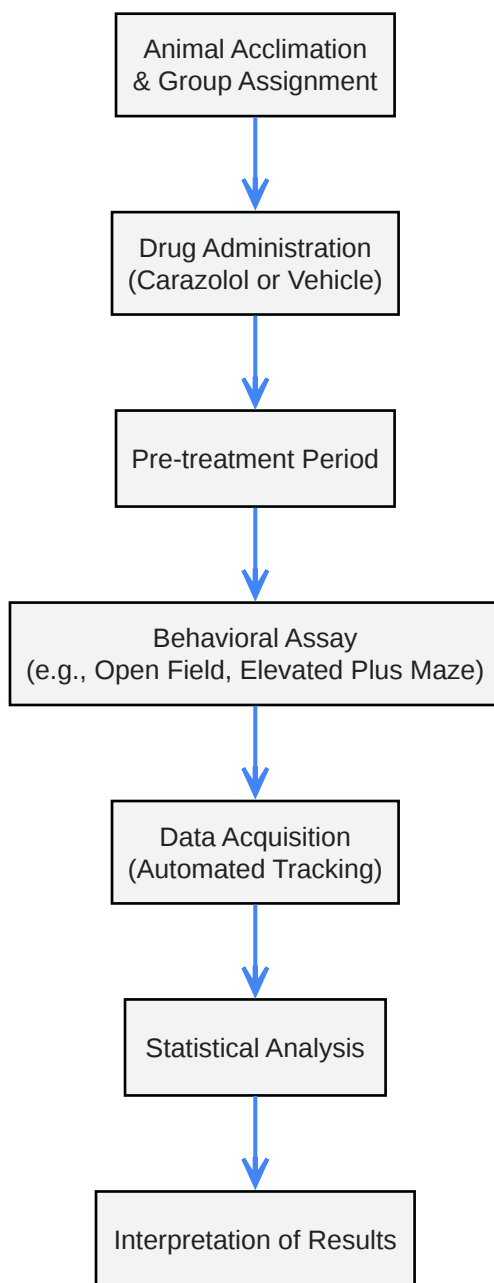 Animal Acclimation
& Group Assignment
Drug Administration
(Carazolol or Vehicle)
Pre-treatment Period
Behavioral Assay
(e.g., Open Field, Elevated Plus Maze)
Data Acquisition
(Automated Tracking)
Statistical Analysis
Interpretation of Results